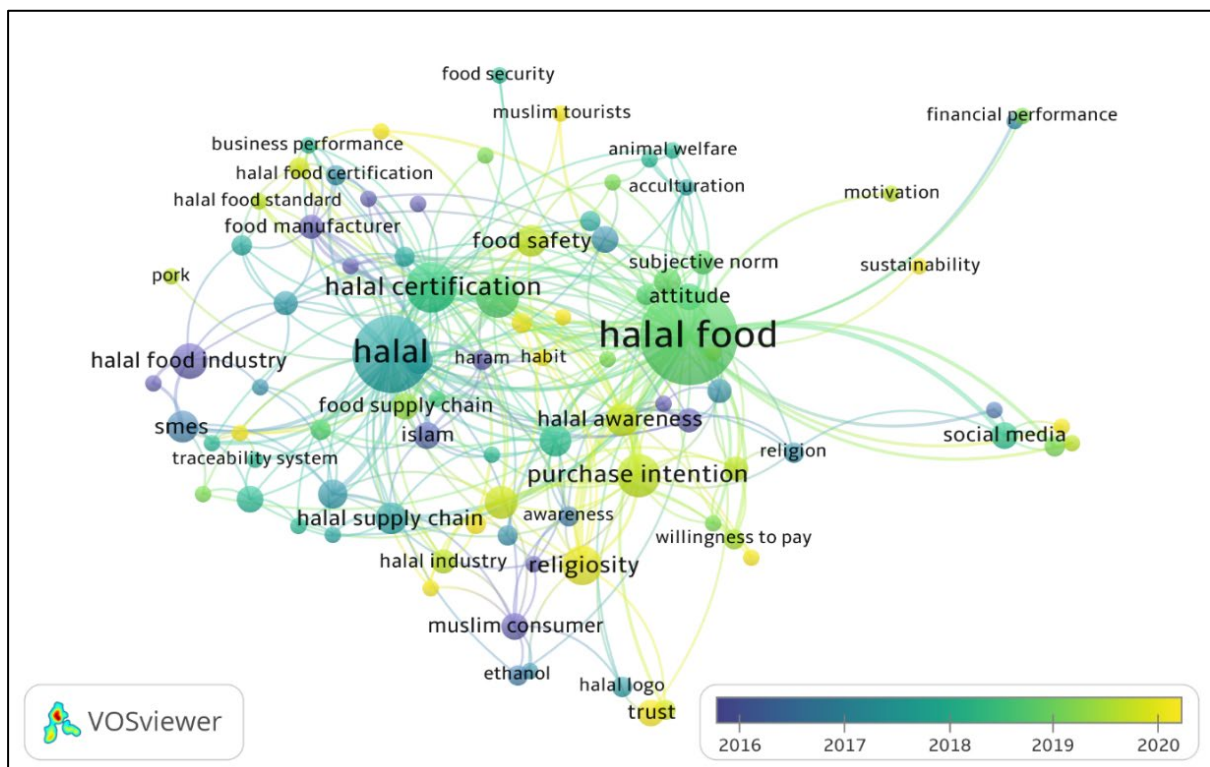 food security
muslim tourists
financial performance
business performance
animal welfare
halal food certification
acculturation
motivation
halal food standard
food manufacturer
food safety
subjective norm
sustainability
pork
halal certification
attitude
halal food
halal
halal food industry
haram
habit
food supply chain
halal awareness
smes
islam
social media
religion
traceability system
purchase intention
halal supply chain
awareness
willingness to pay
halal industry
religiosity
muslim consumer
ethanol
halal logo
trust
VOSviewer
2016 2017 2018 2019 2020